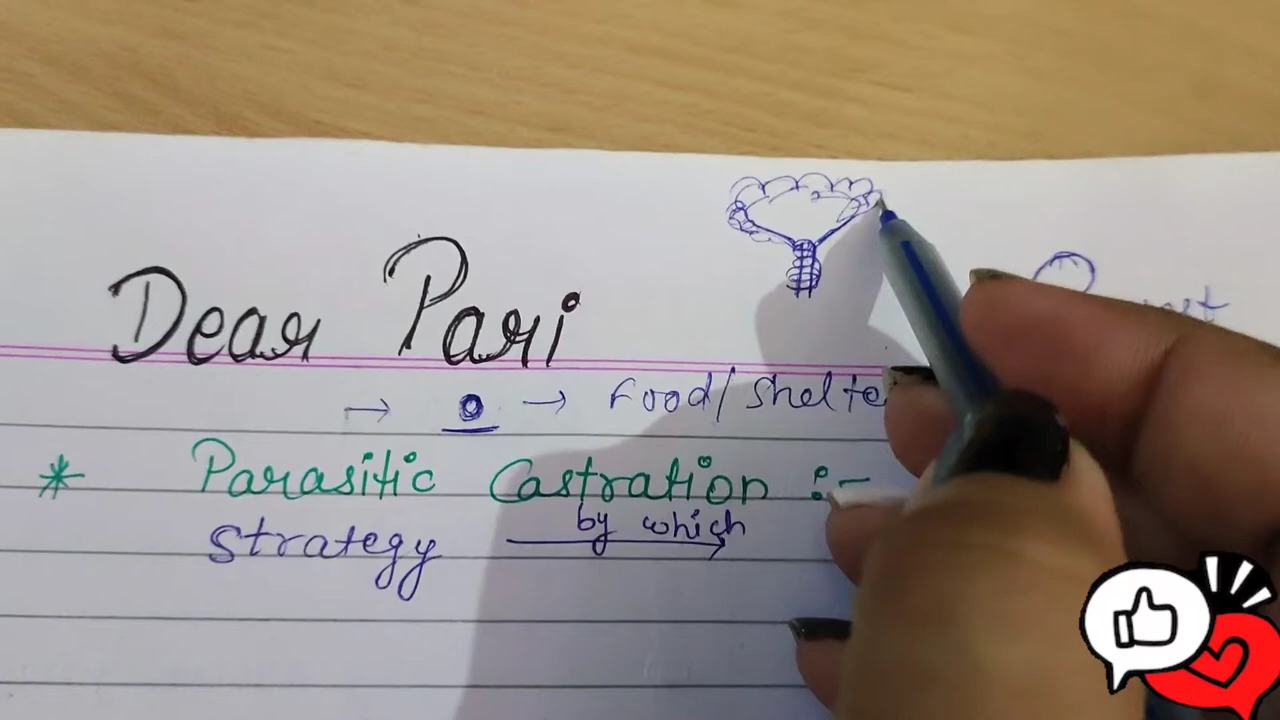 Dear Pari
→ → Food/Shelte
* Parasitic Castration :-
Strategy by which →